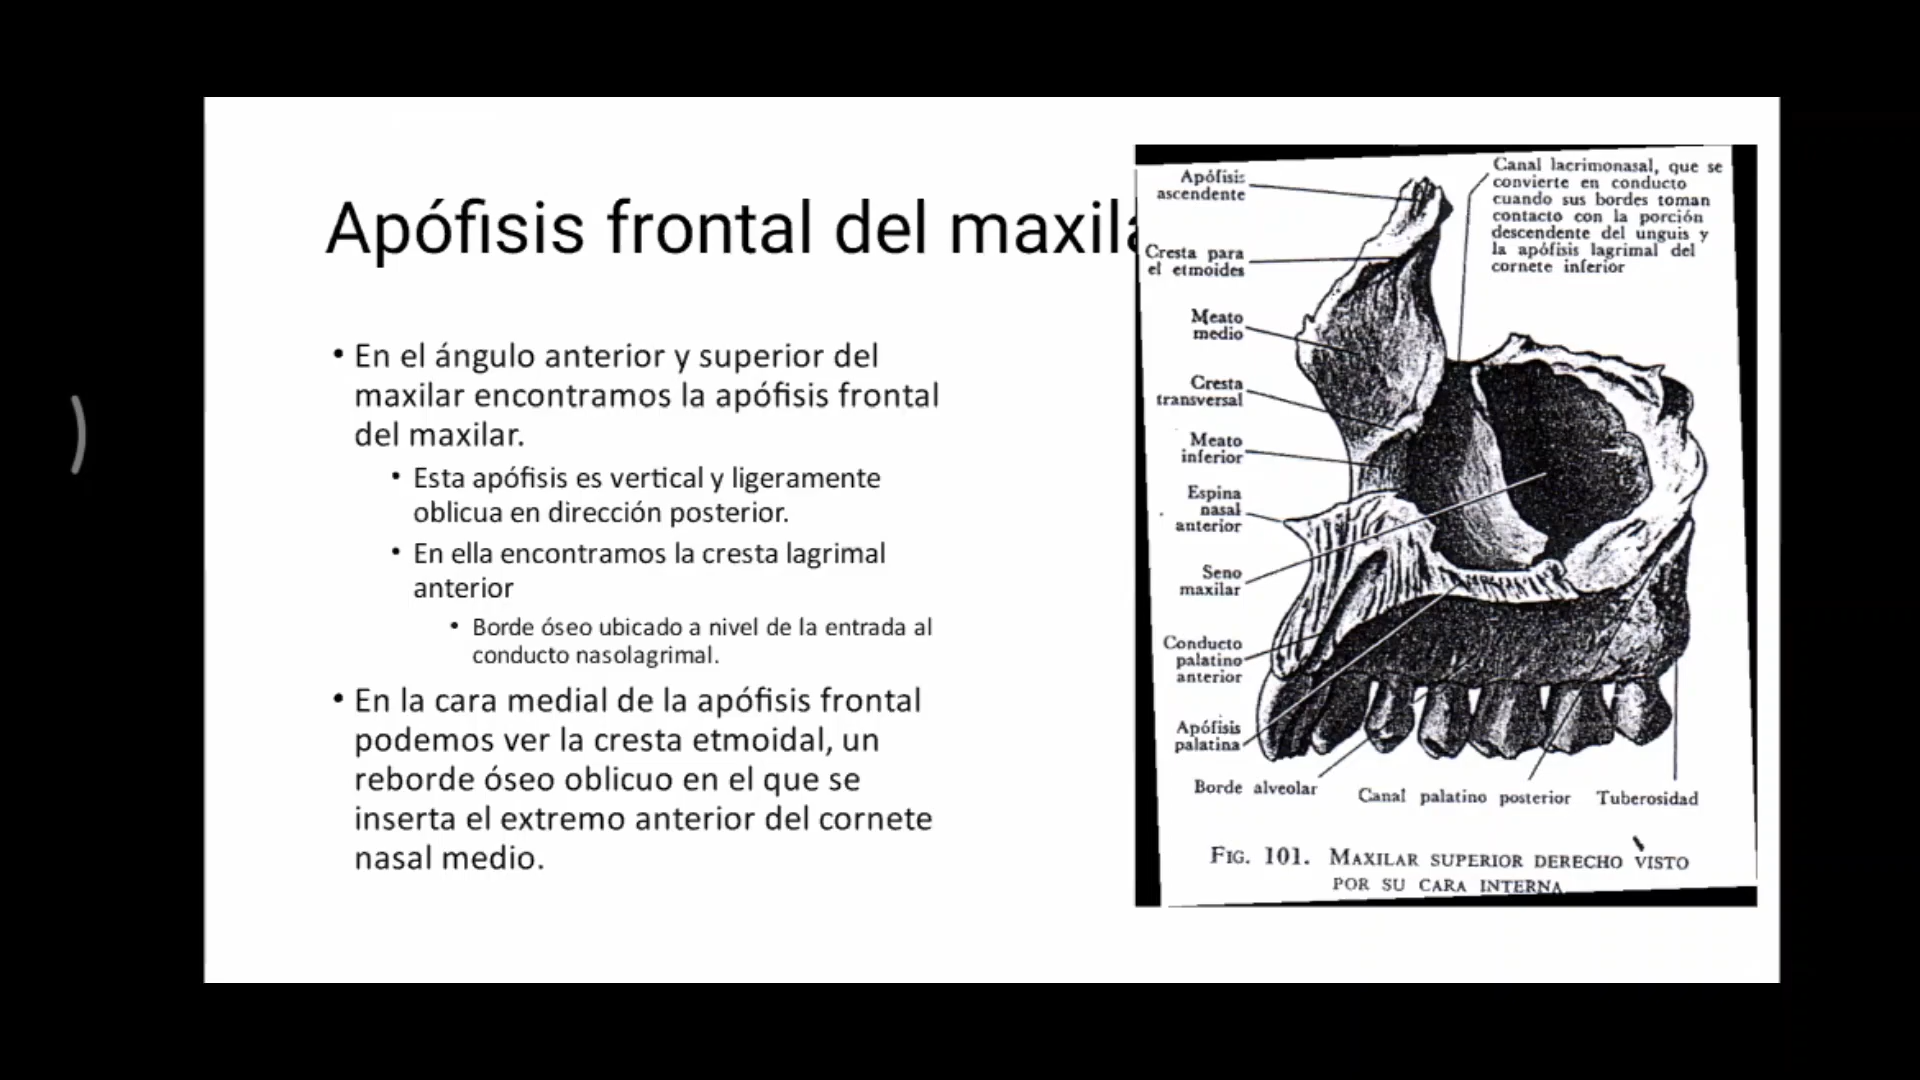 Apófisis frontal del maxila
• En el ángulo anterior y superior del
maxilar encontramos la apófisis frontal
del maxilar.
• Esta apófisis es vertical y ligeramente
oblicua en dirección posterior.
• En ella encontramos la cresta lagrimal
anterior
• Borde óseo ubicado a nivel de la entrada al
conducto nasolagrimal.
• En la cara medial de la apófisis frontal
podemos ver la cresta etmoidal, un
reborde óseo oblicuo en el que se
inserta el extremo anterior del cornete
nasal medio.
Apófisis
ascendente
Cresta para
el etmoides
Meato
medio
Cresta
transversal
Meato
inferior
Espina
nasal
anterior
Seno
maxilar
Conducto
palatino
anterior
Apófisis
palatina
Borde alveolar
Canal palatino posterior
Tuberosidad
Canal lacrimonasal, que se
convierte en conducto
cuando sus bordes toman
contacto con la porción
descendente del unguis y
la apófisis lagrimal del
cornete inferior
FIG. 101. MAXILAR SUPERIOR DERECHO VISTO
POR SU CARA INTERNA